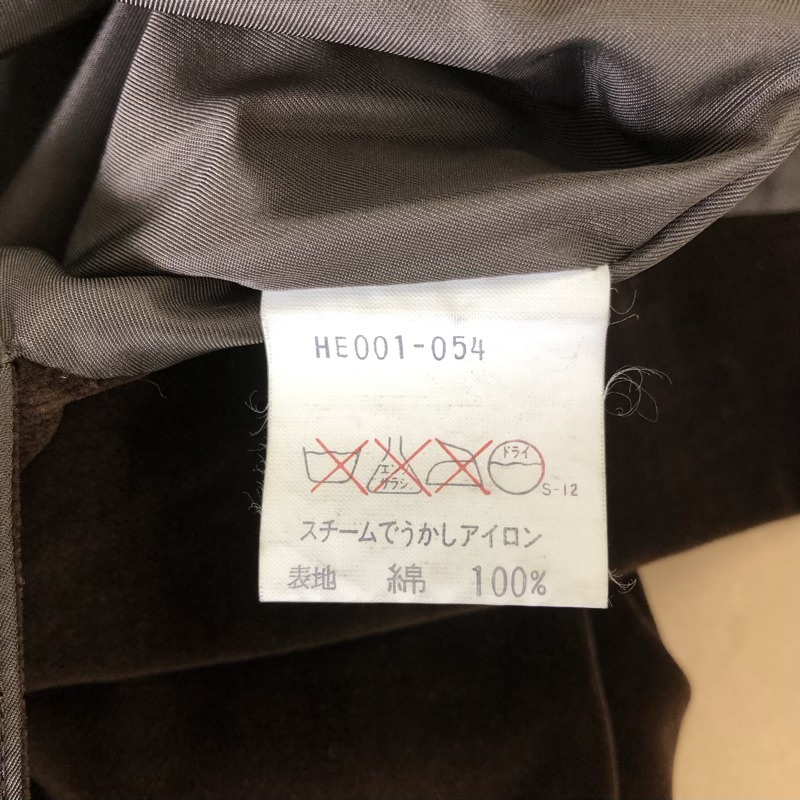 HE001-054
エンソ
サラシ
ドライ
S-12
スチームでうかしアイロン
表地 綿 100%